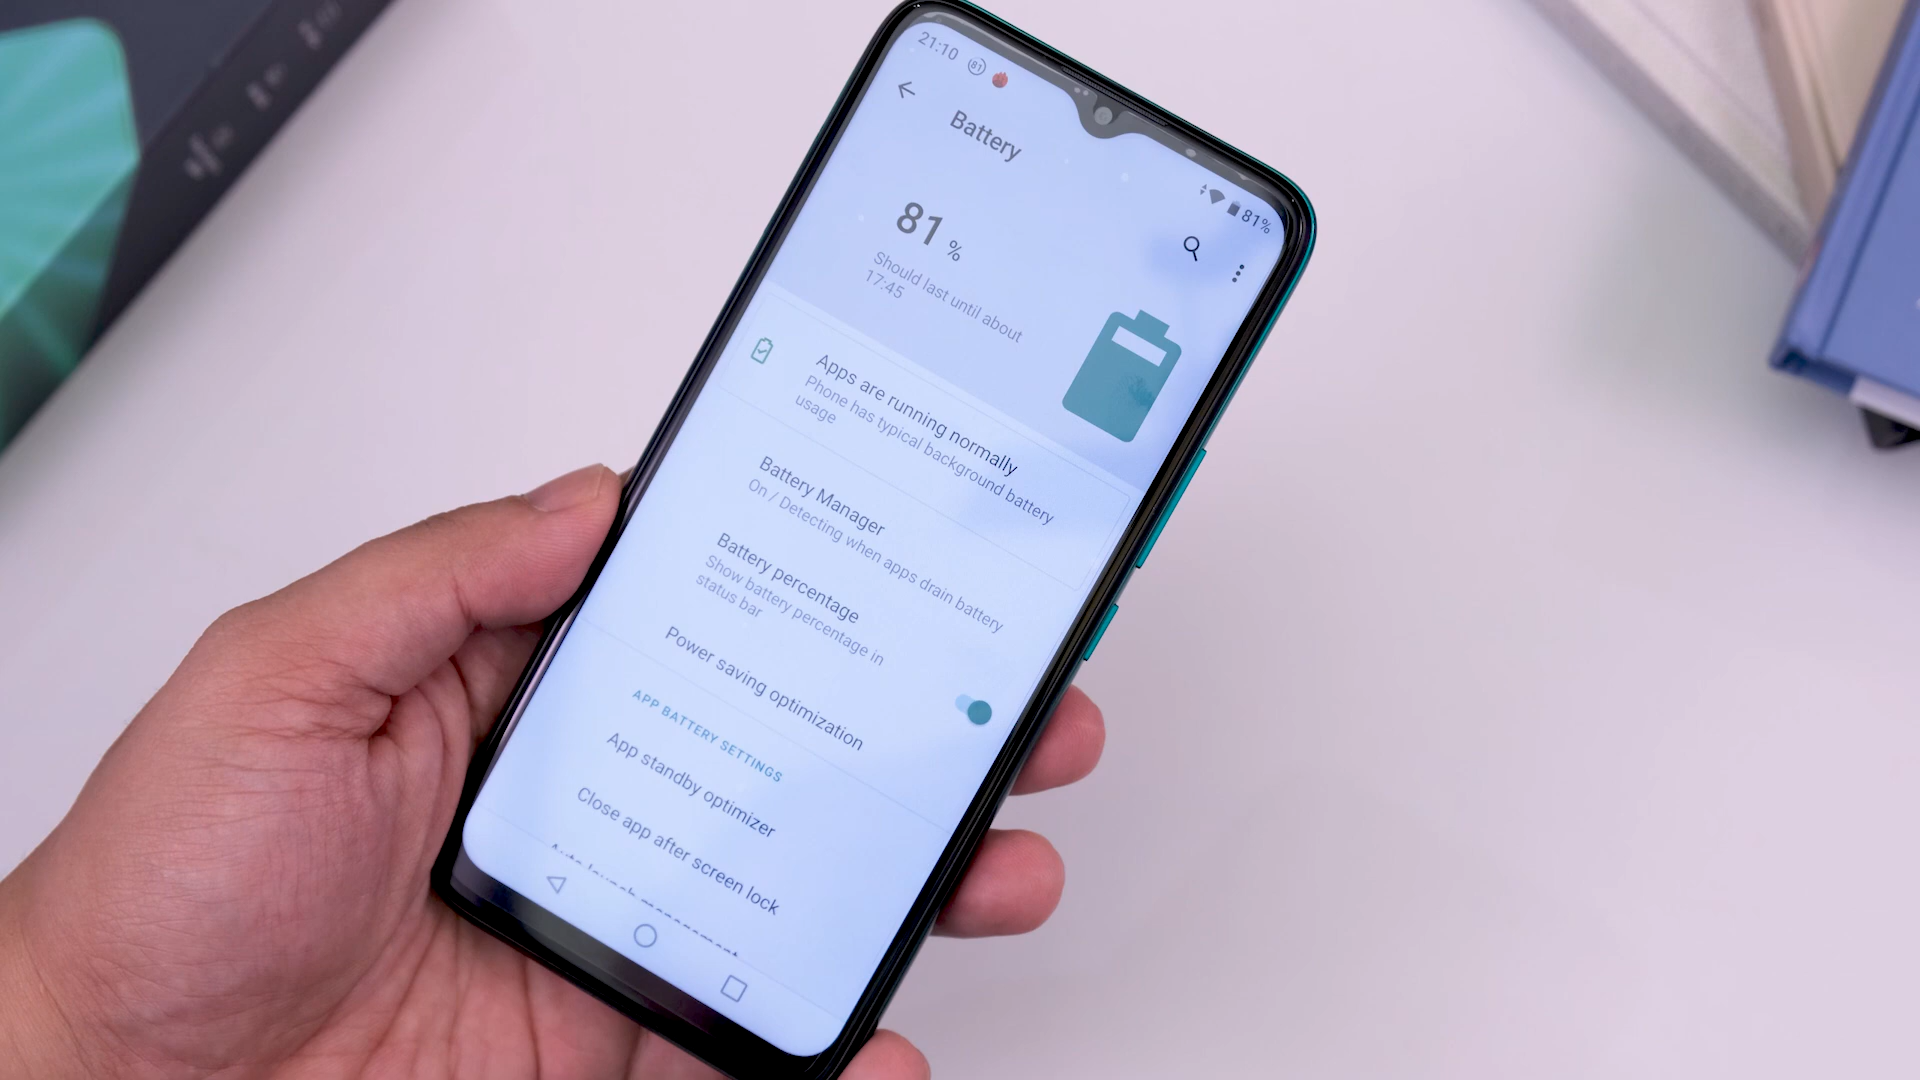 21:10 81
81%
Battery
81 %
Should last until about
17:45
Apps are running normally
Phone has typical background battery
usage
Battery Manager
On / Detecting when apps drain battery
Battery percentage
Show battery percentage in
status bar
Power saving optimization
APP BATTERY SETTINGS
App standby optimizer
Close app after screen lock